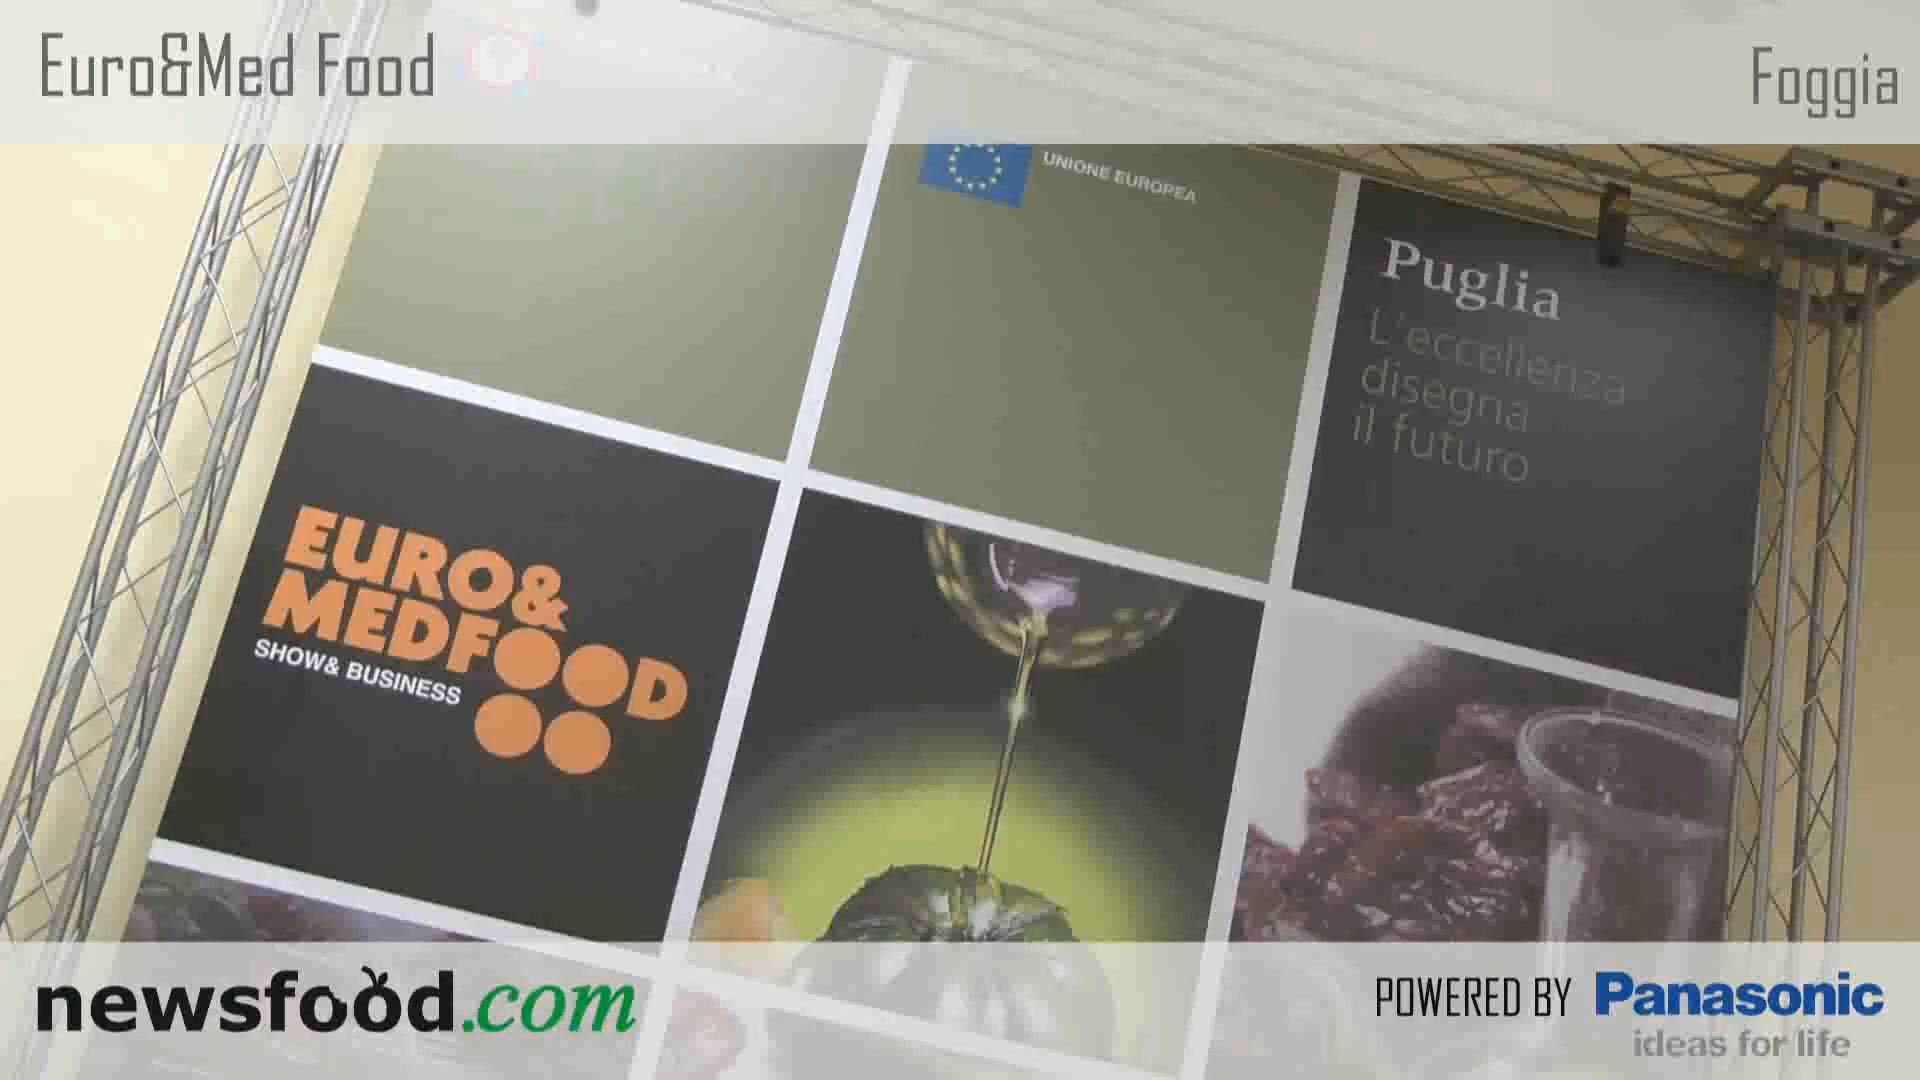 Euro&Med Food
Foggia
UNIONE EUROPEA
Puglia
L'eccellenza
disegna
il futuro
EURO&
MEDFOOD
SHOW& BUSINESS
newsfood.com
POWERED BY Panasonic
ideas for life